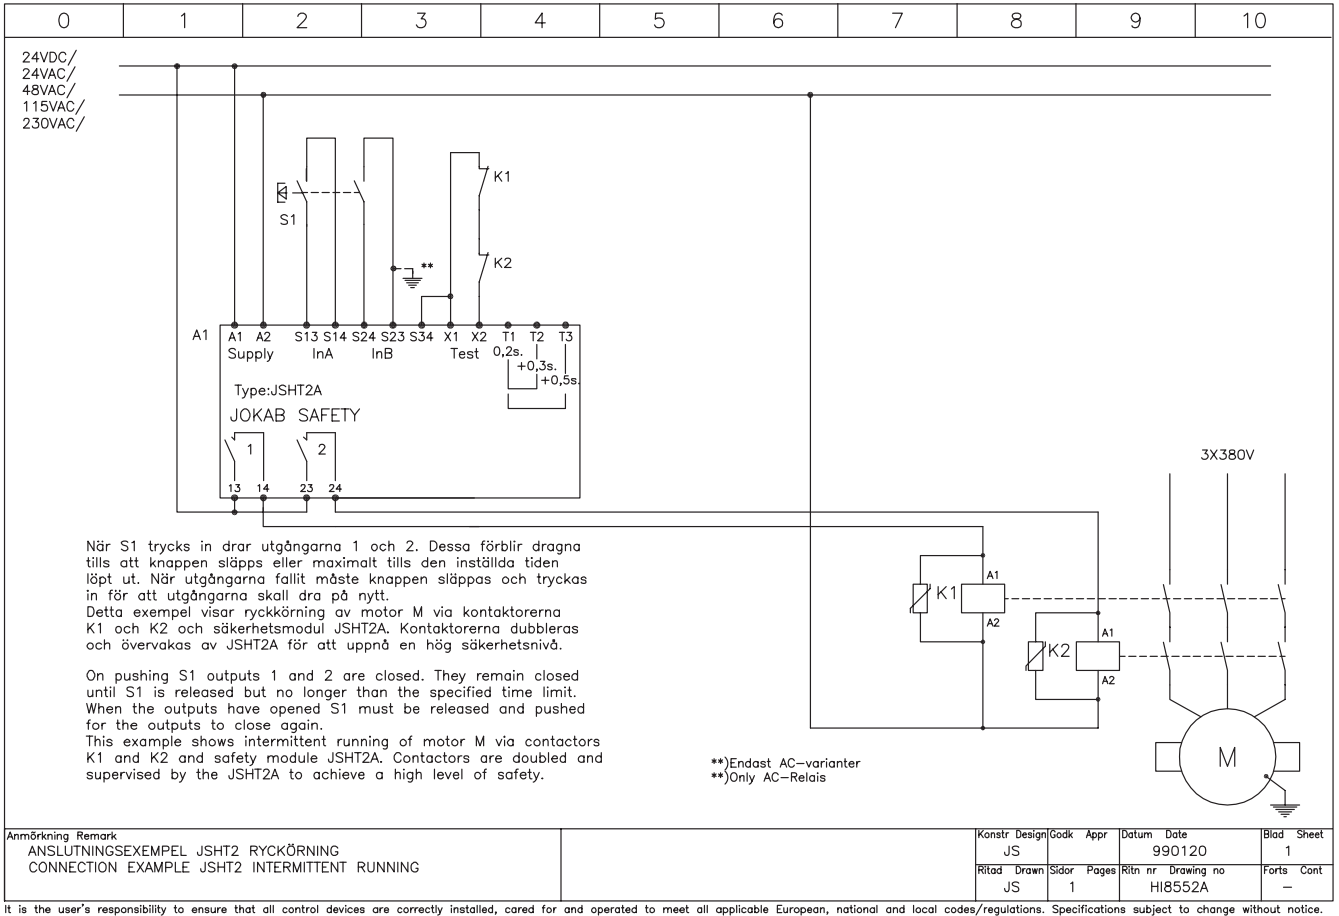 0 1 2 3 4 5 6 7 8 9 10
24VDC/
24VAC/
48VAC/
115VAC/
230VAC/
K1
S1
K2
**
A1
A1 A2 S13 S14 S24 S23 S34 X1 X2 T1 T2 T3
Supply InA InB Test 0,2s.
+0,3s.
+0,5s.
Type:JSHT2A
JOKAB SAFETY
1 2
13 14 23 24
3X380V
När S1 trycks in drar utgångarna 1 och 2. Dessa förblir dragna
tills att knappen släpps eller maximalt tills den inställda tiden
löpt ut. När utgångarna fallit måste knappen släppas och tryckas
in för att utgångarna skall dra på nytt.
Detta exempel visar ryckkörning av motor M via kontaktorerna
K1 och K2 och säkerhetsmodul JSHT2A. Kontaktorerna dubbleras
och övervakas av JSHT2A för att uppnå en hög säkerhetsnivå.
On pushing S1 outputs 1 and 2 are closed. They remain closed
until S1 is released but no longer than the specified time limit.
When the outputs have opened S1 must be released and pushed
for the outputs to close again.
This example shows intermittent running of motor M via contactors
K1 and K2 and safety module JSHT2A. Contactors are doubled and
supervised by the JSHT2A to achieve a high level of safety.
A1
K1
A2
A1
K2
A2
M
**)Endast AC-varianter
**)Only AC-Relais
Anmörkning Remark
ANSLUTNINGSEXEMPEL JSHT2 RYCKÖRNING
CONNECTION EXAMPLE JSHT2 INTERMITTENT RUNNING
Konstr Design Godk Appr Datum Date Blad Sheet
JS 990120 1
Ritad Drawn Sidor Pages Ritn nr Drawing no Forts Cont
JS 1 HI8552A –
It is the user's responsibility to ensure that all control devices are correctly installed, cared for and operated to meet all applicable European, national and local codes/regulations. Specifications subject to change without notice.